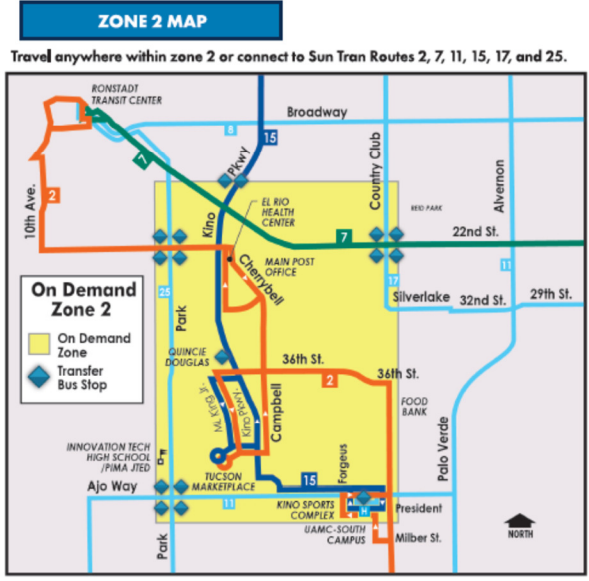 ZONE 2 MAP
Travel anywhere within zone 2 or connect to Sun Tran Routes 2, 7, 11, 15, 17, and 25.
RONSTADT
TRANSIT CENTER
Broadway
8
15
7
Pkwy
Country Club
Alvernon
10th Ave.
2
Kino
EL RIO
HEALTH
CENTER
REID PARK
7
22nd St.
MAIN POST
OFFICE
Cherrybell
11
17
25
Silverlake
32nd St.
29th St.
On Demand
Zone 2
On Demand
Zone
Transfer
Bus Stop
Park
QUINCIE
DOUGLAS
36th St.
2
36th St.
ML King Jr.
Kino Pkwy.
Campbell
FOOD
BANK
Palo Verde
INNOVATION TECH
HIGH SCHOOL
/PIMA JTED
TUCSON
MARKETPLACE
Forgeus
Ajo Way
15
11
KINO SPORTS
COMPLEX
H
President
UAMC-SOUTH
CAMPUS
Milber St.
Park
NORTH